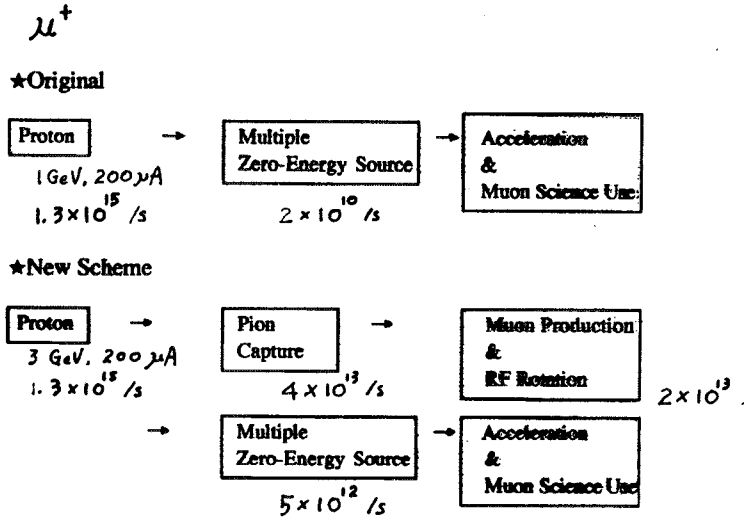 μ⁺
★Original
Proton → Multiple Zero-Energy Source → Acceleration & Muon Science Use
1 GeV, 200 μA
1.3×10¹⁵ /s
2×10¹⁰ /s
★New Scheme
Proton → Pion Capture → Muon Production & RF Rotation
3 GeV, 200 μA
1.3×10¹⁵ /s
4×10¹³ /s
2×10¹³
→ Multiple Zero-Energy Source → Acceleration & Muon Science Use
5×10¹² /s